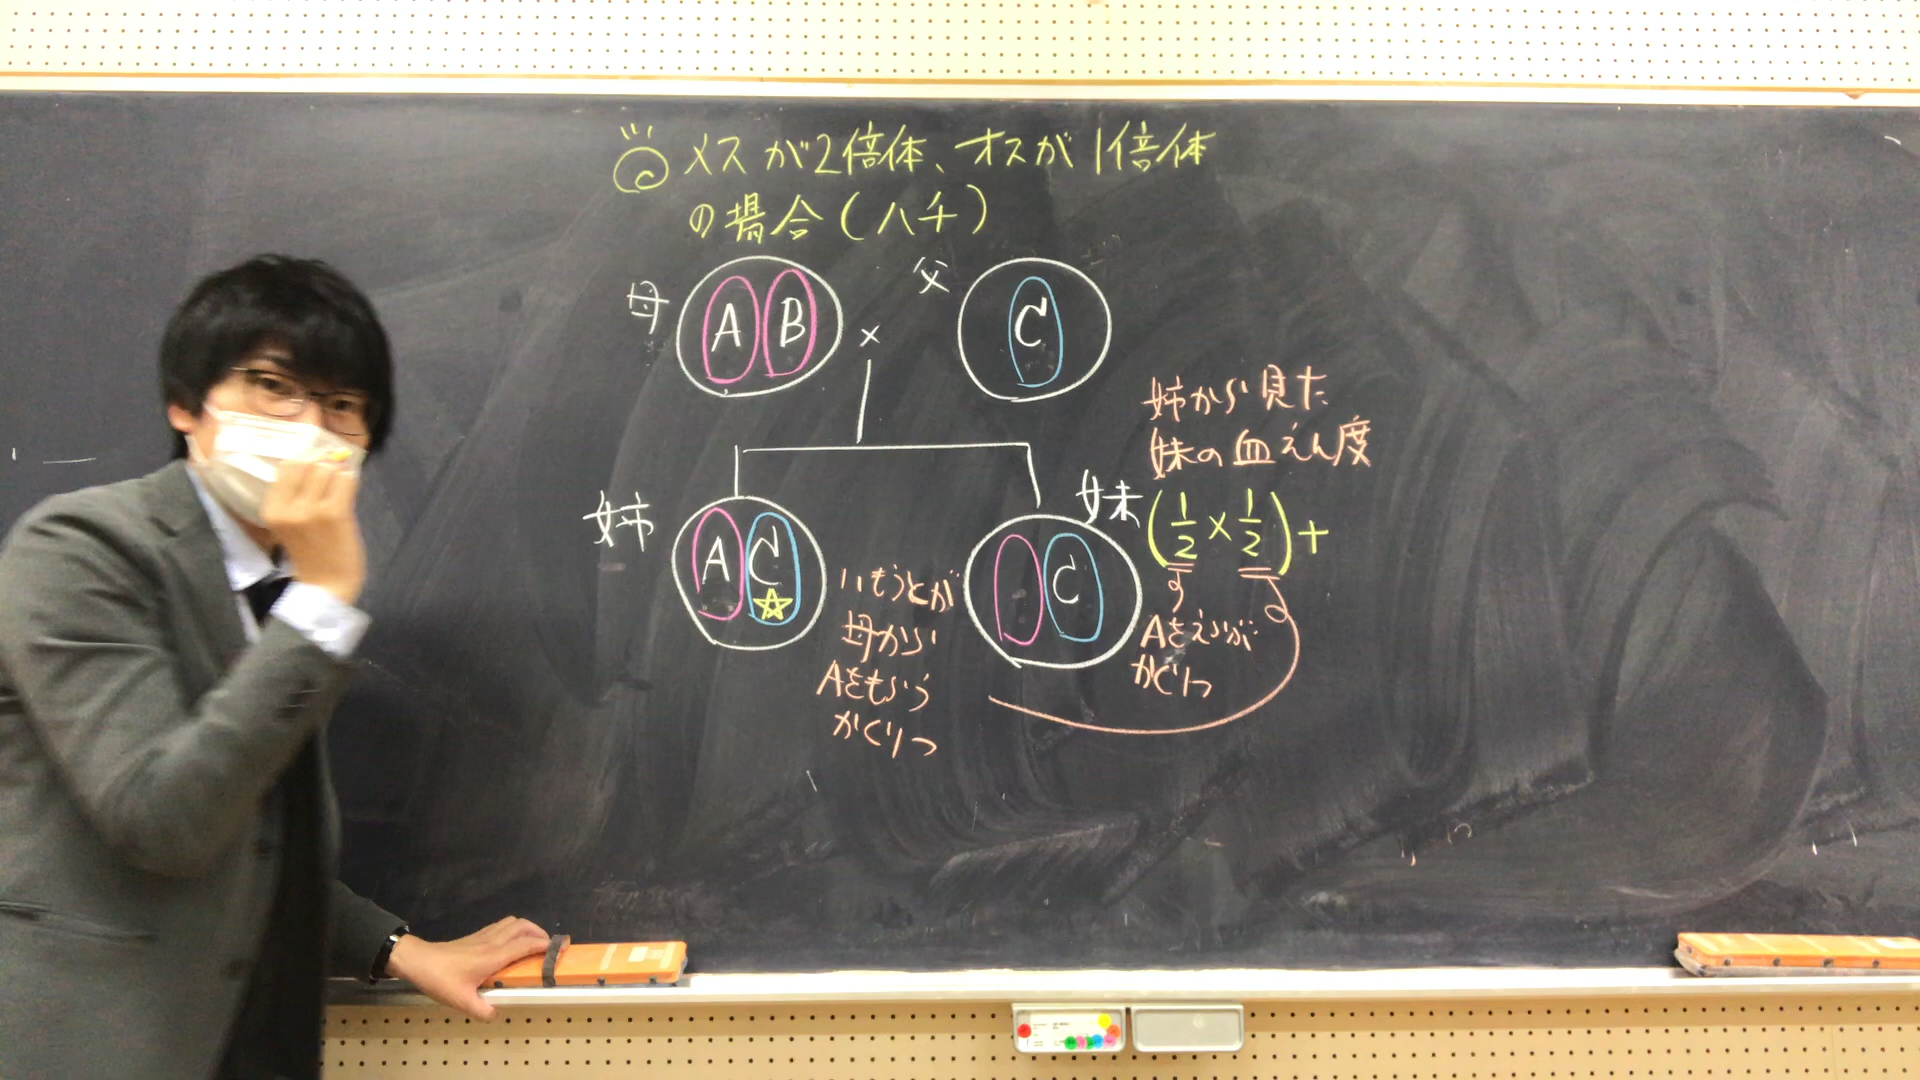 メスが2倍体、オスが1倍体
の場合(ハチ)
母
A B
×
父
C
姉から見た
妹の血えん度
姉
A C
妹
C
(1/2×1/2)+
いもうとが
母から
Aをもらう
かくりつ
Aをえらぶ
かくりつ